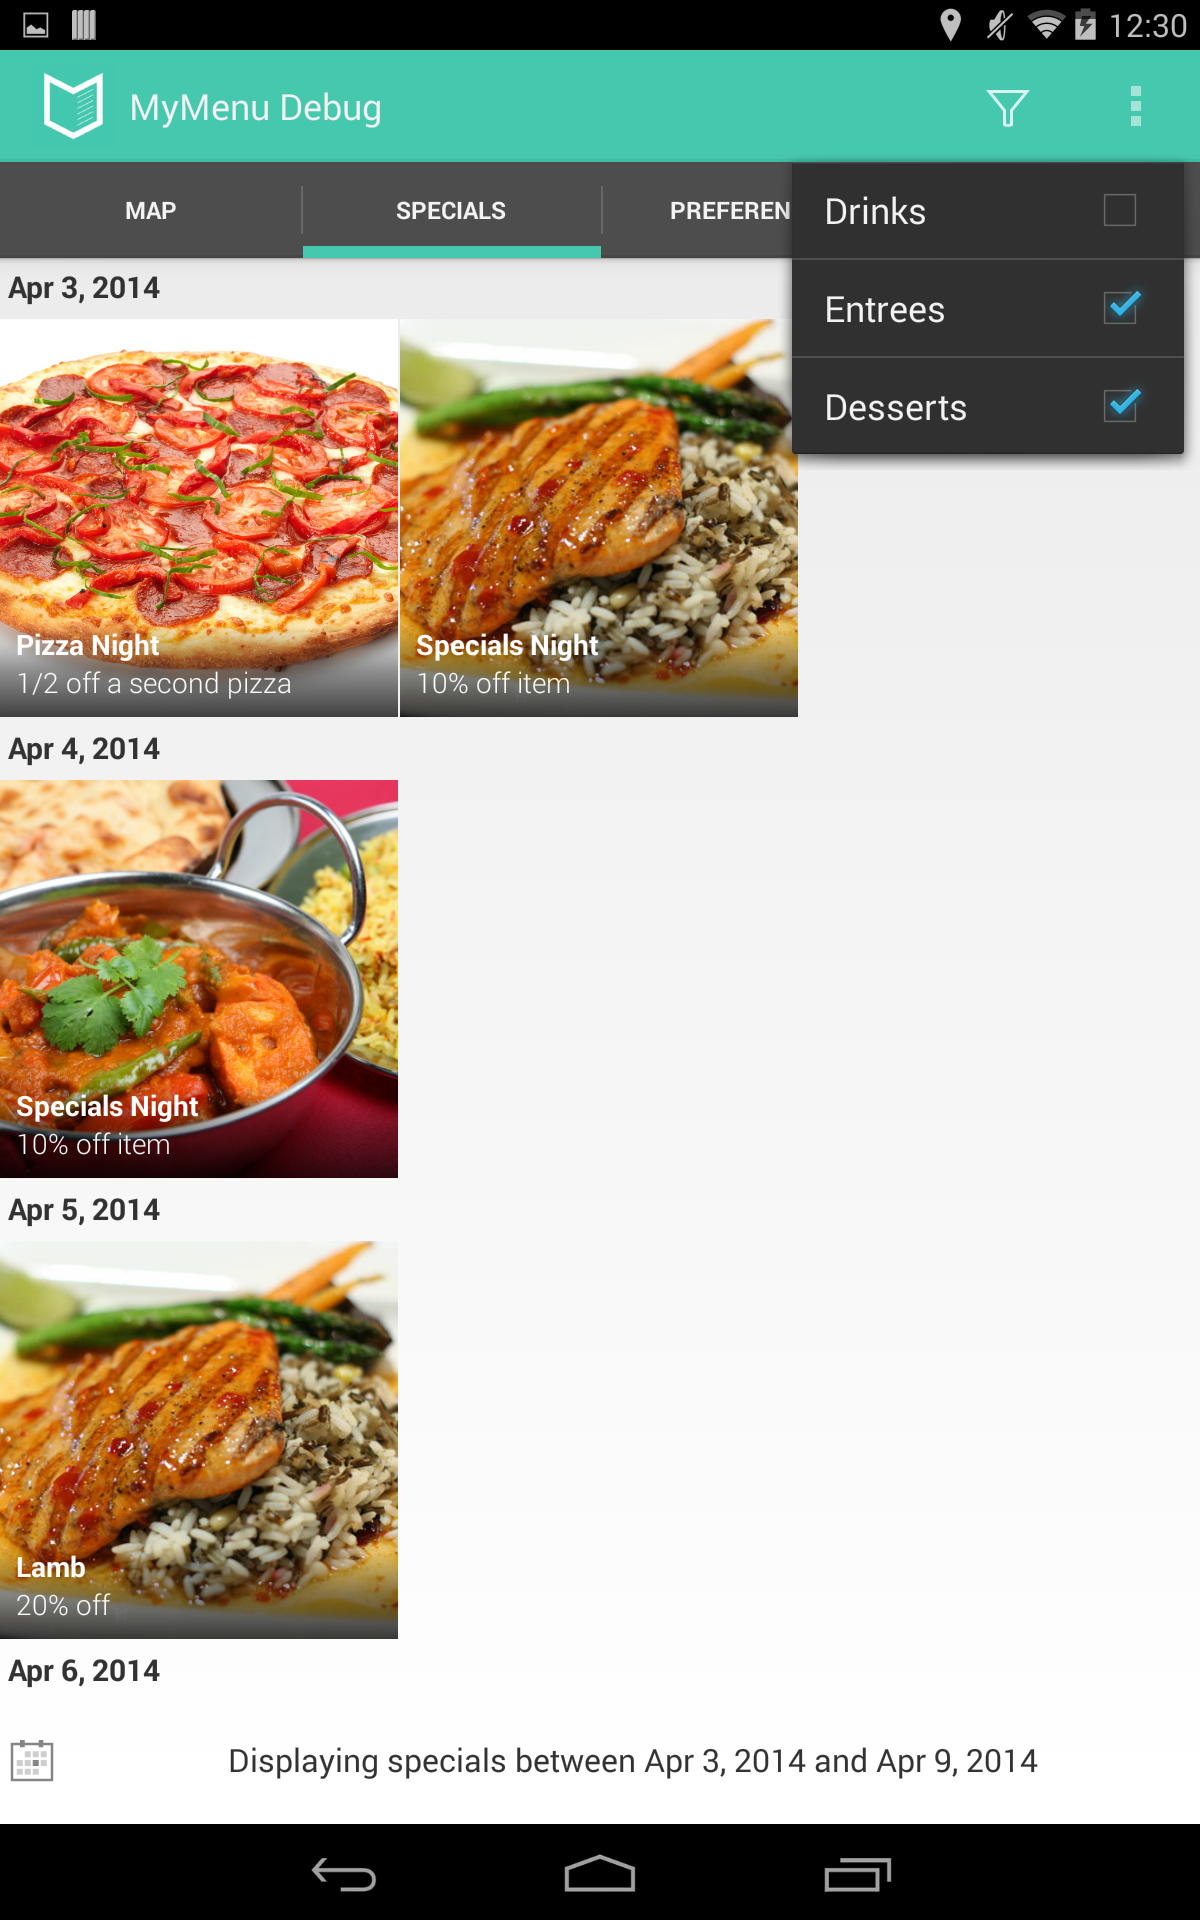 12:30
MyMenu Debug
MAP
SPECIALS
PREFEREN
Drinks
Entrees
Desserts
Apr 3, 2014
Pizza Night
1/2 off a second pizza
Specials Night
10% off item
Apr 4, 2014
Specials Night
10% off item
Apr 5, 2014
Lamb
20% off
Apr 6, 2014
Displaying specials between Apr 3, 2014 and Apr 9, 2014